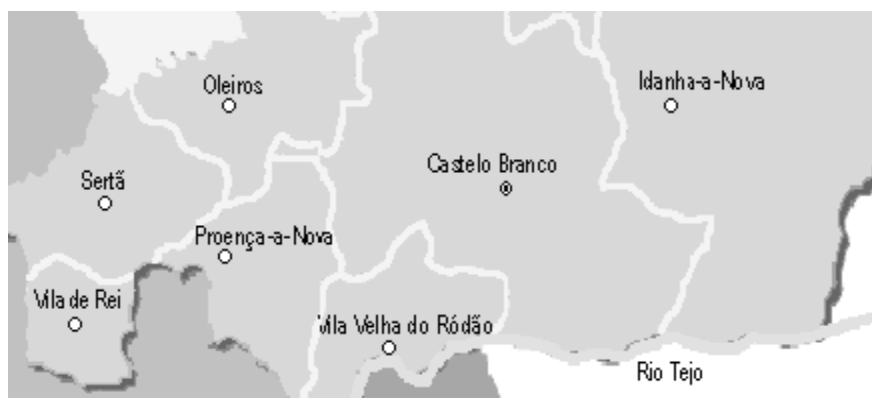 Oleiros
Idanha-a-Nova
Castelo Branco
Sertã
Proença-a-Nova
Vila de Rei
Vila Velha do Ródão
Rio Tejo